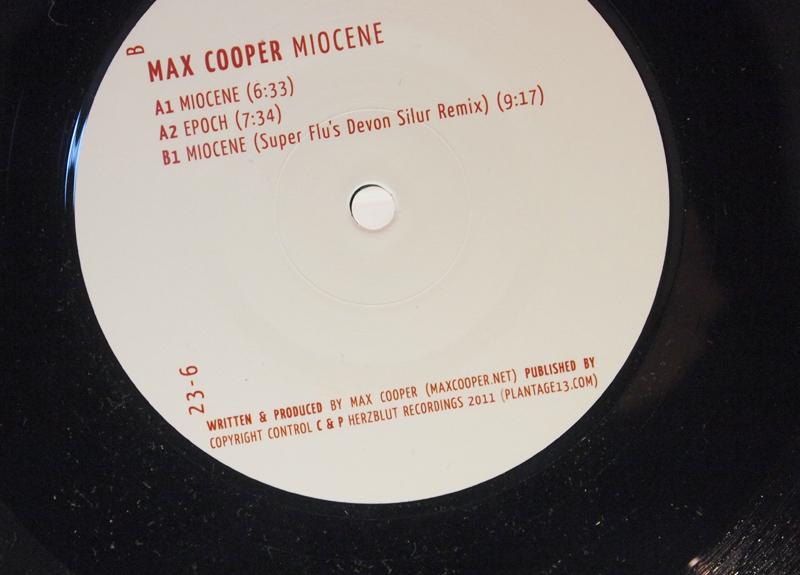 B
MAX COOPER MIOCENE
A1 MIOCENE (6:33)
A2 EPOCH (7:34)
B1 MIOCENE (Super Flu's Devon Silur Remix) (9:17)
23-6
WRITTEN & PRODUCED BY MAX COOPER (MAXCOOPER.NET) PUBLISHED BY
COPYRIGHT CONTROL C & P HERZBLUT RECORDINGS 2011 (PLANTAGE13.COM)